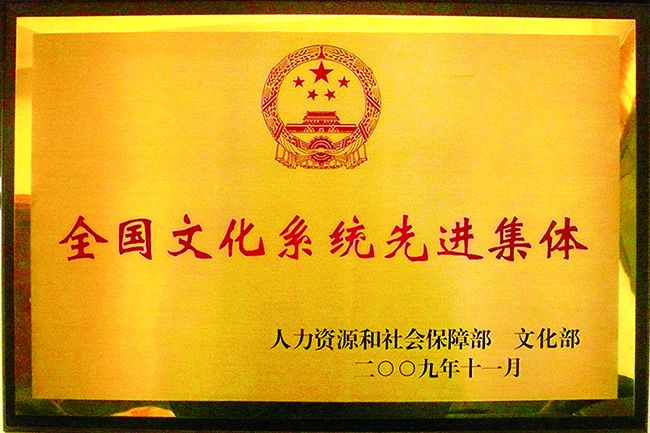 全国文化系统先进集体
人力资源和社会保障部 文化部
二〇〇九年十一月